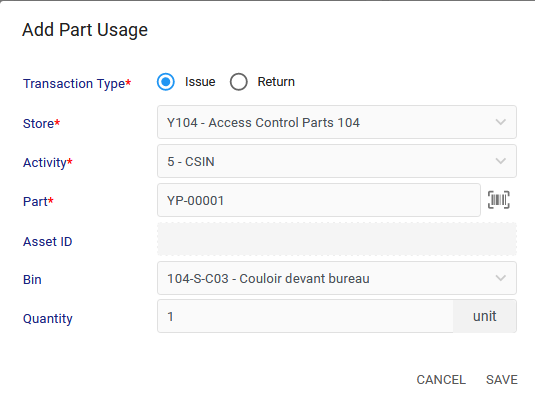 Add Part Usage
Transaction Type* Issue Return
Store* Y104 - Access Control Parts 104
Activity* 5 - CSIN
Part* YP-00001
Asset ID
Bin 104-S-C03 - Couloir devant bureau
Quantity 1 unit
CANCEL SAVE